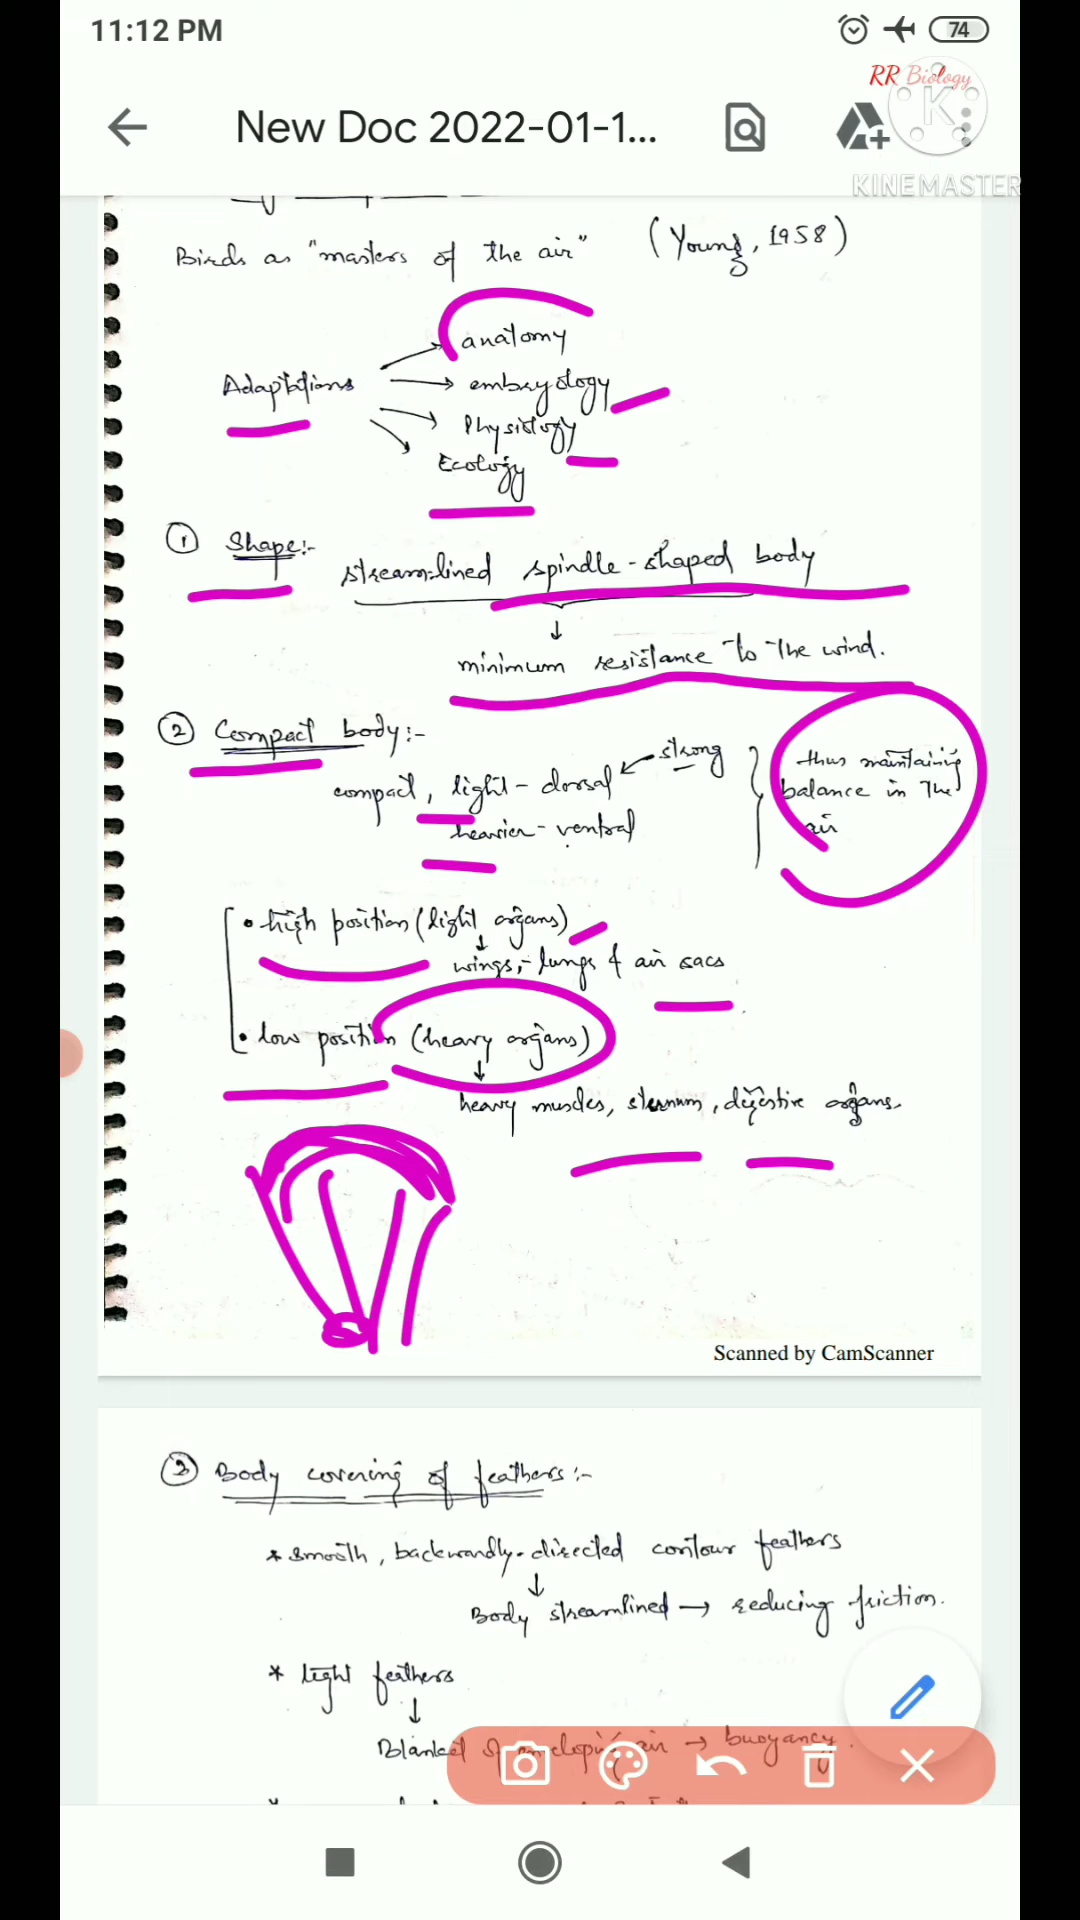 11:12 PM
74
RR Biology
New Doc 2022-01-1...
KINEMASTER
Birds as "masters of the air" (Young, 1958)
anatomy
Adaptations
embryology
Physiology
Ecology
① Shape:-
streamlined spindle-shaped body
minimum resistance to the wind.
② Compact body:-
compact, light - dorsal strong
heavier - ventral
thus maintaining
balance in the
air
• high position (light organs)
wings, lungs & air sacs
• low position (heavy organs)
heavy muscles, sternum, digestive organs.
Scanned by CamScanner
③ Body covering of feathers:-
* smooth, backwardly-directed contour feathers
Body streamlined → reducing friction.
* light feathers
Blanket of enveloping air → buoyancy.